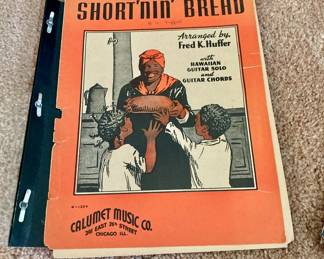 SHORT'NIN' BREAD
Arranged by
Fred K. Huffer
with
HAWAIIAN
GUITAR SOLO
and
GUITAR CHORDS
CALUMET MUSIC CO.
CHICAGO ILL.